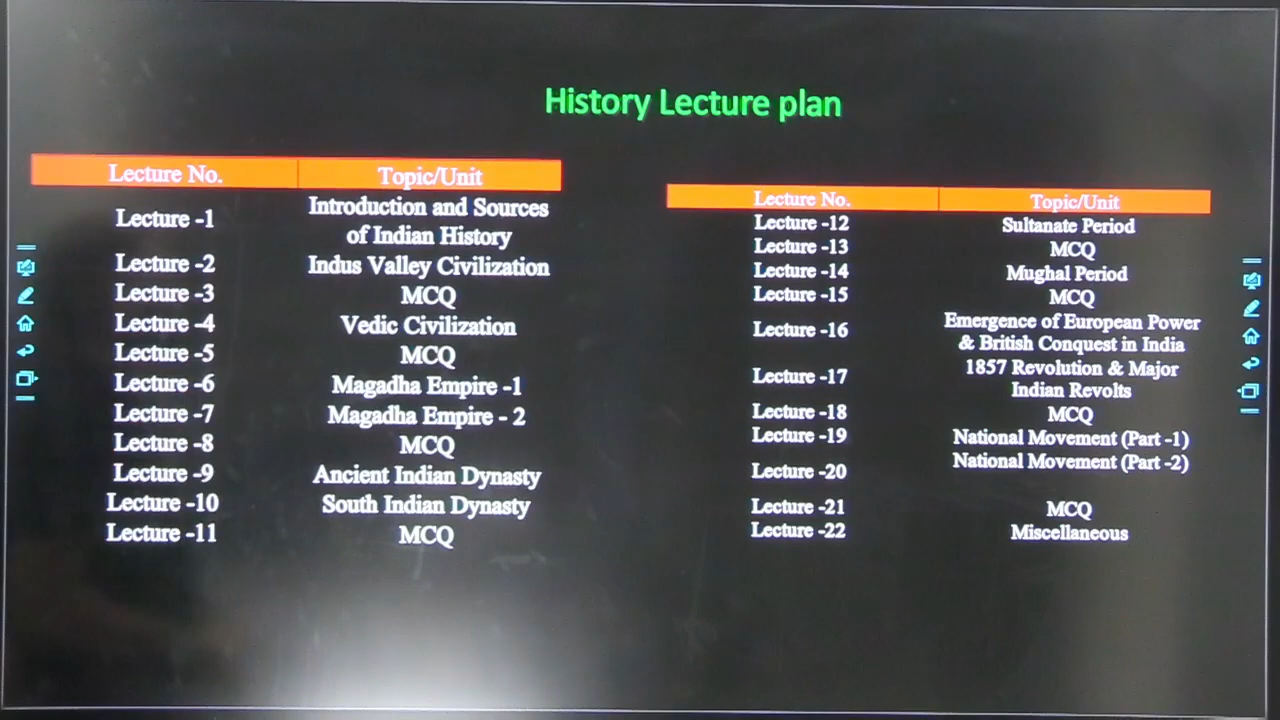 History Lecture plan
Lecture No. Topic/Unit
Lecture -1 Introduction and Sources
of Indian History
Lecture -2 Indus Valley Civilization
Lecture -3 MCQ
Lecture -4 Vedic Civilization
Lecture -5 MCQ
Lecture -6 Magadha Empire -1
Lecture -7 Magadha Empire - 2
Lecture -8 MCQ
Lecture -9 Ancient Indian Dynasty
Lecture -10 South Indian Dynasty
Lecture -11 MCQ
Lecture No. Topic/Unit
Lecture -12 Sultanate Period
Lecture -13 MCQ
Lecture -14 Mughal Period
Lecture -15 MCQ
Lecture -16 Emergence of European Power
& British Conquest in India
Lecture -17 1857 Revolution & Major
Indian Revolts
Lecture -18 MCQ
Lecture -19 National Movement (Part -1)
Lecture -20 National Movement (Part -2)
Lecture -21 MCQ
Lecture -22 Miscellaneous